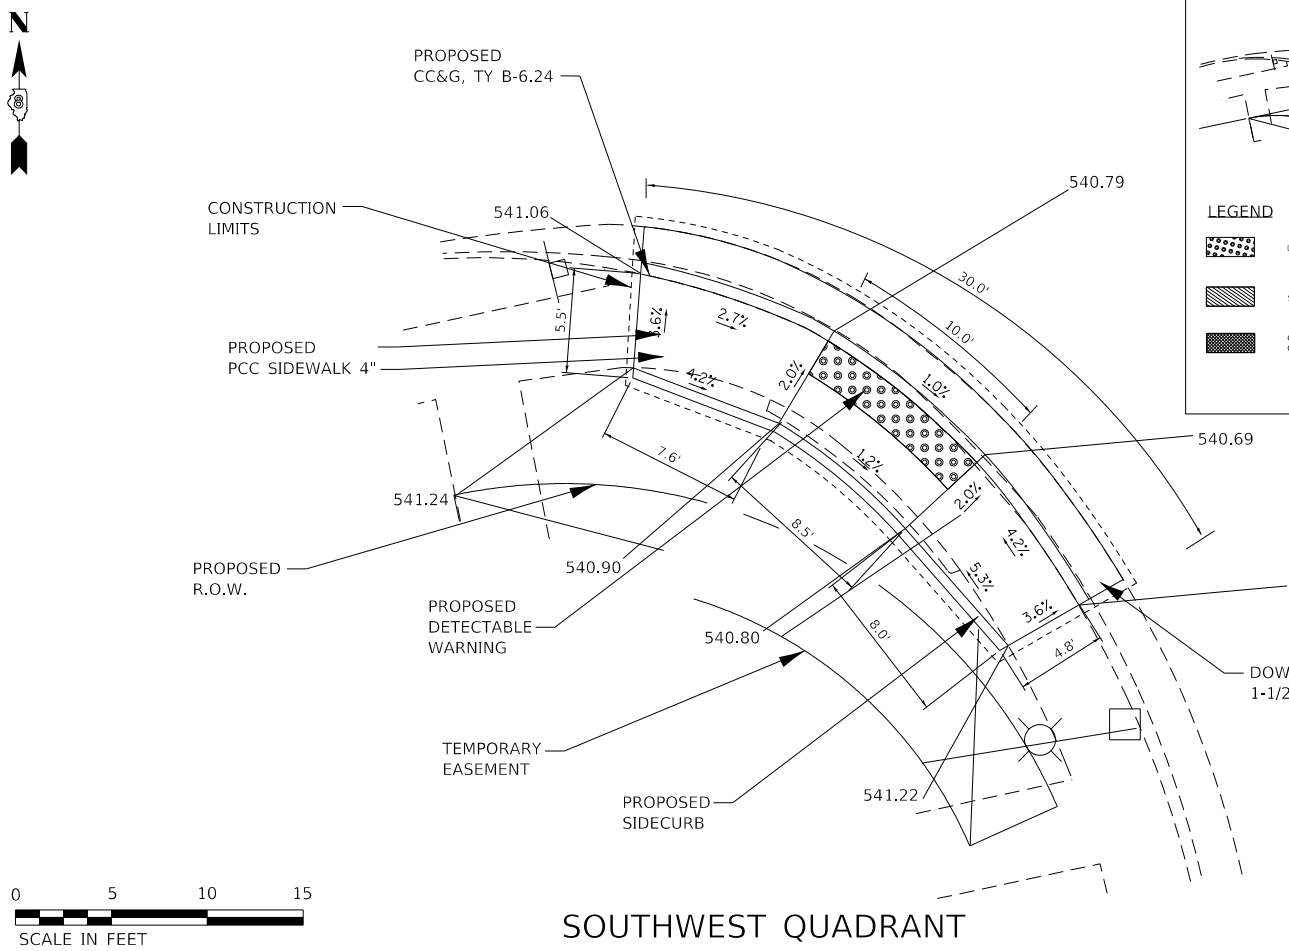 N
8
PROPOSED
CC&G, TY B-6.24
540.79
CONSTRUCTION
LIMITS
541.06
LEGEND
30.0'
10.0'
5.5'
2.7%
PROPOSED
PCC SIDEWALK 4"
4.2%
2.0%
1.0%
540.69
7.6'
1.2%
541.24
2.0%
8.5'
4.2%
PROPOSED
R.O.W.
540.90
5.3%
PROPOSED
DETECTABLE
WARNING
3.6%
540.80
8.0'
4.8'
DOW
1-1/2
TEMPORARY
EASEMENT
541.22
PROPOSED
SIDECURB
0 5 10 15
SCALE IN FEET
SOUTHWEST QUADRANT